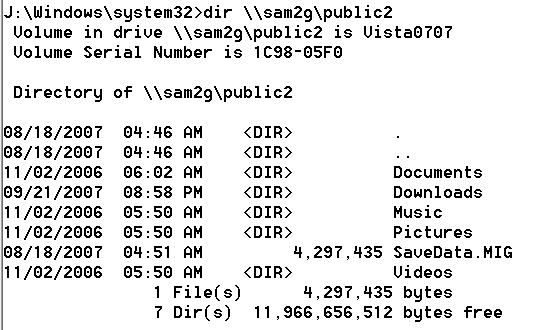 J:\Windows\system32>dir \\sam2g\public2
Volume in drive \\sam2g\public2 is Vista0707
Volume Serial Number is 1C98-05F0
Directory of \\sam2g\public2
08/18/2007  04:46 AM    <DIR>          .
08/18/2007  04:46 AM    <DIR>          ..
11/02/2006  06:02 AM    <DIR>          Documents
09/21/2007  08:58 PM    <DIR>          Downloads
11/02/2006  05:50 AM    <DIR>          Music
11/02/2006  05:50 AM    <DIR>          Pictures
08/18/2007  04:51 AM         4,297,435 SaveData.MIG
11/02/2006  05:50 AM    <DIR>          Videos
1 File(s)      4,297,435 bytes
7 Dir(s)  11,966,656,512 bytes free